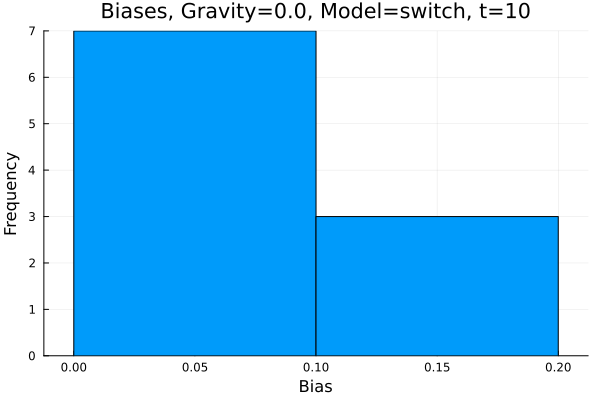 Biases, Gravity=0.0, Model=switch, t=10
Frequency
7
6
5
4
3
2
1
0
0.00 0.05 0.10 0.15 0.20
Bias